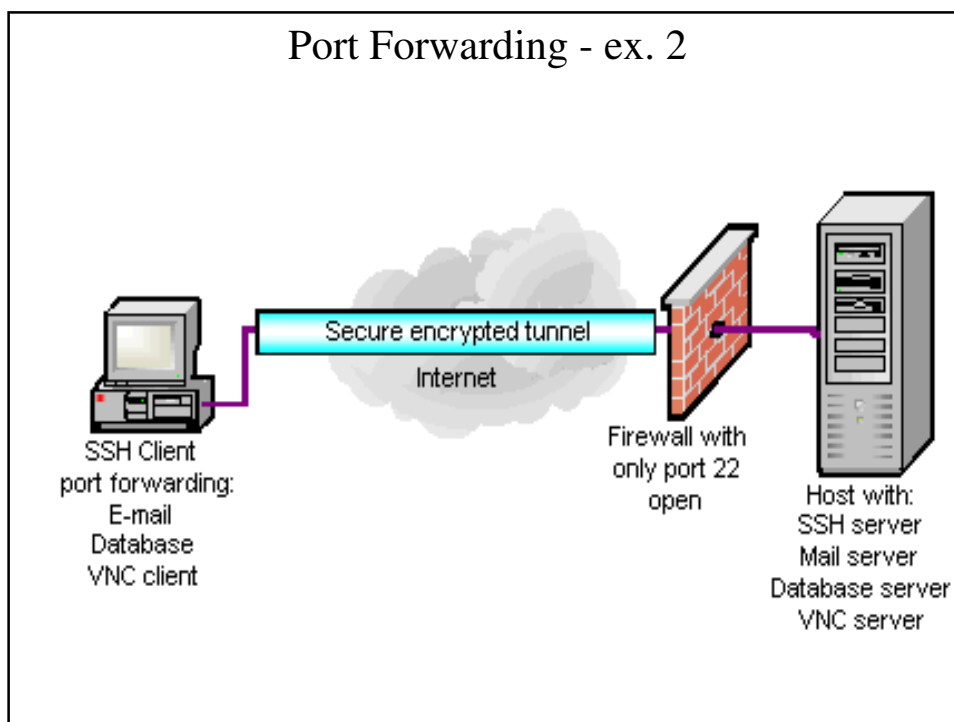 Port Forwarding - ex. 2
Secure encrypted tunnel
Internet
SSH Client
port forwarding:
E-mail
Database
VNC client
Firewall with
only port 22
open
Host with:
SSH server
Mail server
Database server
VNC server